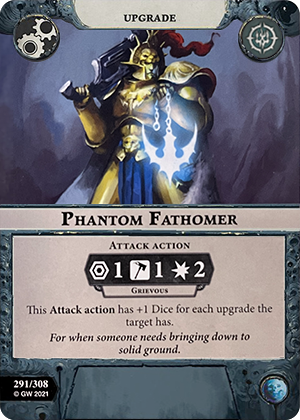 UPGRADE
PHANTOM FATHOMER
ATTACK ACTION
1 1 2
GRIEVOUS
This Attack action has +1 Dice for each upgrade the
target has.
For when someone needs bringing down to
solid ground.
291/308
© GW 2021